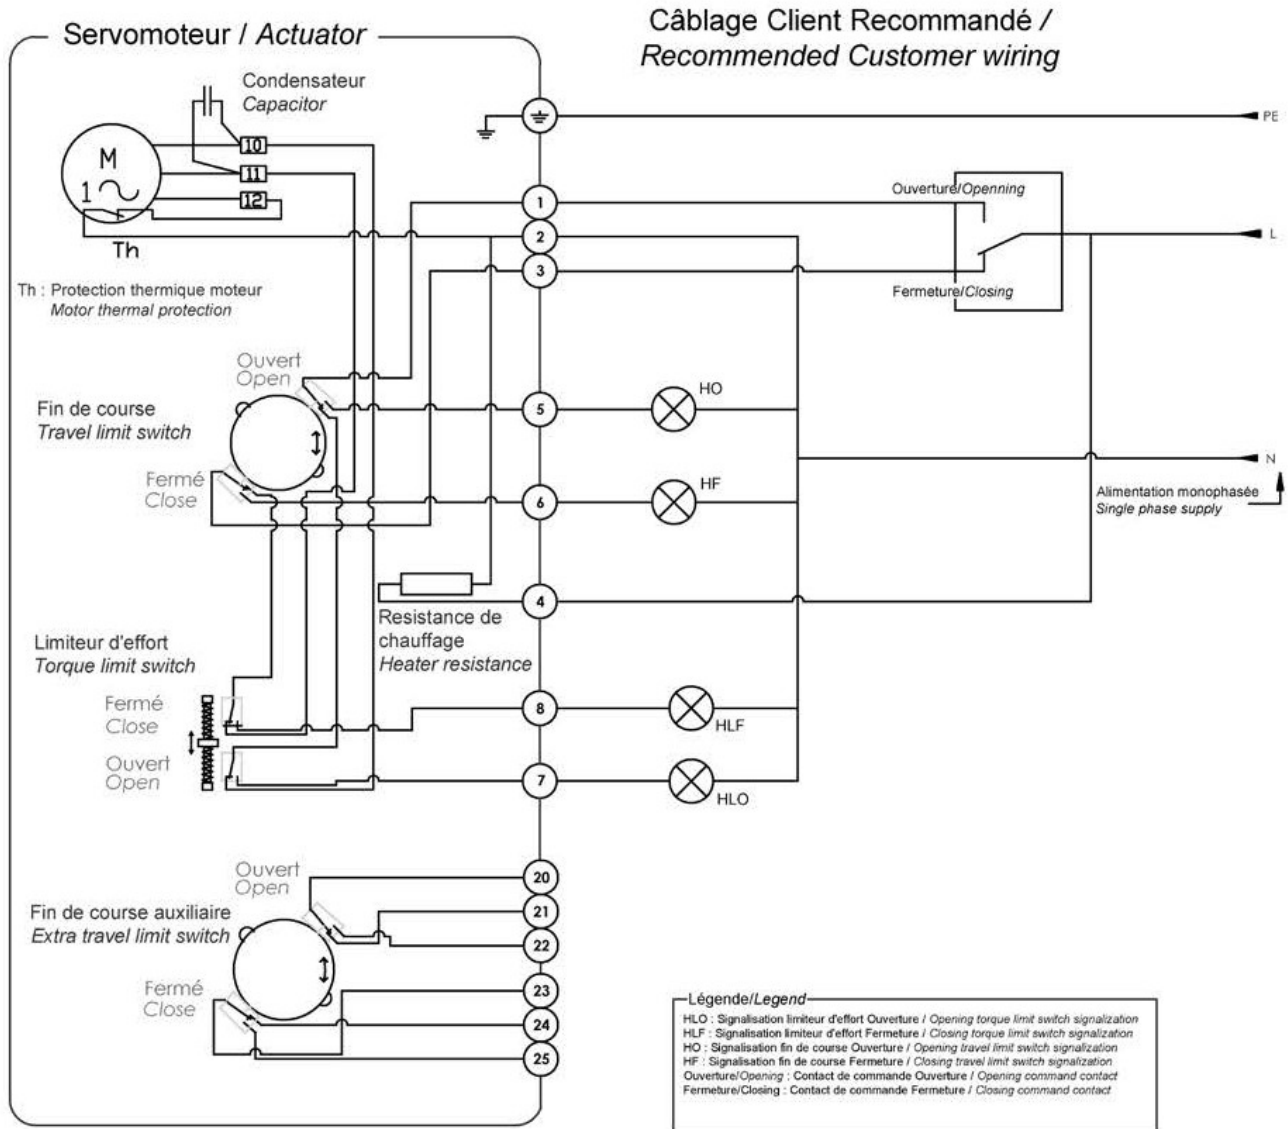 Câblage Client Recommandé /
Recommended Customer wiring
Servomoteur / Actuator
Condensateur
Capacitor
PE
10
M
11
1
12
Th
Ouverture/Openning
1
2
L
3
Fermeture/Closing
Th : Protection thermique moteur
Motor thermal protection
Ouvert
Open
HO
Fin de course
Travel limit switch
5
N
Fermé
Close
HF
6
Alimentation monophasée
Single phase supply
4
Resistance de
chauffage
Heater resistance
Limiteur d'effort
Torque limit switch
Fermé
Close
8
HLF
Ouvert
Open
7
HLO
Ouvert
Open
20
Fin de course auxiliaire
Extra travel limit switch
21
22
Fermé
Close
23
24
25
Légende/Legend
HLO : Signalisation limiteur d'effort Ouverture / Opening torque limit switch signalization
HLF : Signalisation limiteur d'effort Fermeture / Closing torque limit switch signalization
HO : Signalisation fin de course Ouverture / Opening travel limit switch signalization
HF : Signalisation fin de course Fermeture / Closing travel limit switch signalization
Ouverture/Opening : Contact de commande Ouverture / Opening command contact
Fermeture/Closing : Contact de commande Fermeture / Closing command contact